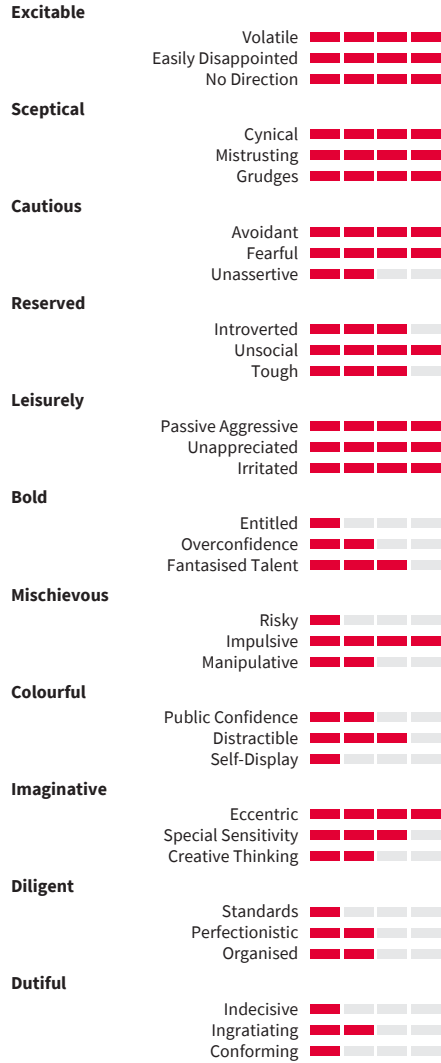 Excitable
Volatile
Easily Disappointed
No Direction
Sceptical
Cynical
Mistrusting
Grudges
Cautious
Avoidant
Fearful
Unassertive
Reserved
Introverted
Unsocial
Tough
Leisurely
Passive Aggressive
Unappreciated
Irritated
Bold
Entitled
Overconfidence
Fantasised Talent
Mischievous
Risky
Impulsive
Manipulative
Colourful
Public Confidence
Distractible
Self-Display
Imaginative
Eccentric
Special Sensitivity
Creative Thinking
Diligent
Standards
Perfectionistic
Organised
Dutiful
Indecisive
Ingratiating
Conforming